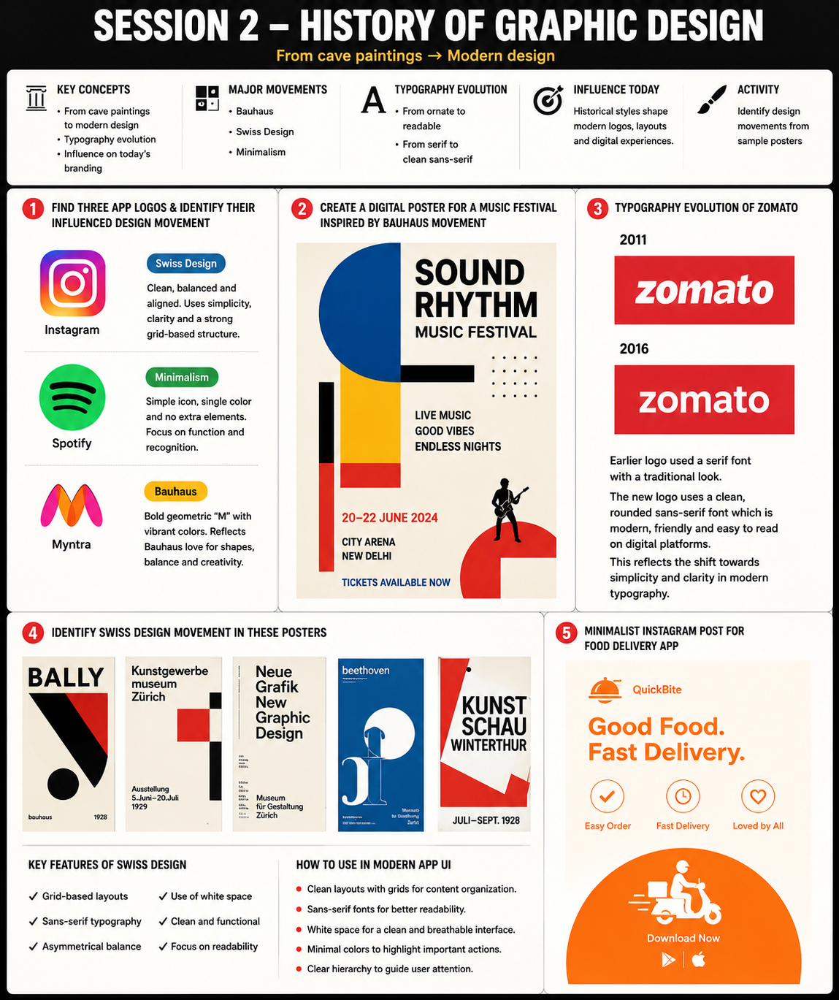 SESSION 2 – HISTORY OF GRAPHIC DESIGN
From cave paintings → Modern design
KEY CONCEPTS
• From cave paintings
to modern design
• Typography evolution
• Influence on today's
branding
MAJOR MOVEMENTS
• Bauhaus
• Swiss Design
• Minimalism
A
TYPOGRAPHY EVOLUTION
• From ornate to
readable
• From serif to
clean sans-serif
INFLUENCE TODAY
Historical styles shape
modern logos, layouts
and digital experiences.
ACTIVITY
Identify design
movements from
sample posters
1
FIND THREE APP LOGOS & IDENTIFY THEIR
INFLUENCED DESIGN MOVEMENT
Instagram
Swiss Design
Clean, balanced and
aligned. Uses simplicity,
clarity and a strong
grid-based structure.
Spotify
Minimalism
Simple icon, single color
and no extra elements.
Focus on function and
recognition.
Myntra
Bauhaus
Bold geometric “M” with
vibrant colors. Reflects
Bauhaus love for shapes,
balance and creativity.
2
CREATE A DIGITAL POSTER FOR A MUSIC FESTIVAL
INSPIRED BY BAUHAUS MOVEMENT
SOUND
RHYTHM
MUSIC FESTIVAL
LIVE MUSIC
GOOD VIBES
ENDLESS NIGHTS
20–22 JUNE 2024
CITY ARENA
NEW DELHI
TICKETS AVAILABLE NOW
3
TYPOGRAPHY EVOLUTION OF ZOMATO
2011
zomato
2016
zomato
Earlier logo used a serif font
with a traditional look.
The new logo uses a clean,
rounded sans-serif font which is
modern, friendly and easy to read
on digital platforms.
This reflects the shift towards
simplicity and clarity in modern
typography.
4
IDENTIFY SWISS DESIGN MOVEMENT IN THESE POSTERS
BALLY
bauhaus
1928
Kunstgewerbe
museum
Zürich
Ausstellung
5.Juni–20.Juli
1929
Neue
Grafik
New
Graphic
Design
Museum
für Gestaltung
Zürich
beethoven
KUNST
SCHAU
WINTERTHUR
JULI–SEPT. 1928
KEY FEATURES OF SWISS DESIGN
✓ Grid-based layouts
✓ Sans-serif typography
✓ Asymmetrical balance
✓ Use of white space
✓ Clean and functional
✓ Focus on readability
HOW TO USE IN MODERN APP UI
• Clean layouts with grids for content organization.
• Sans-serif fonts for better readability.
• White space for a clean and breathable interface.
• Minimal colors to highlight important actions.
• Clear hierarchy to guide user attention.
5
MINIMALIST INSTAGRAM POST FOR
FOOD DELIVERY APP
QuickBite
Good Food.
Fast Delivery.
Easy Order
Fast Delivery
Loved by All
Download Now